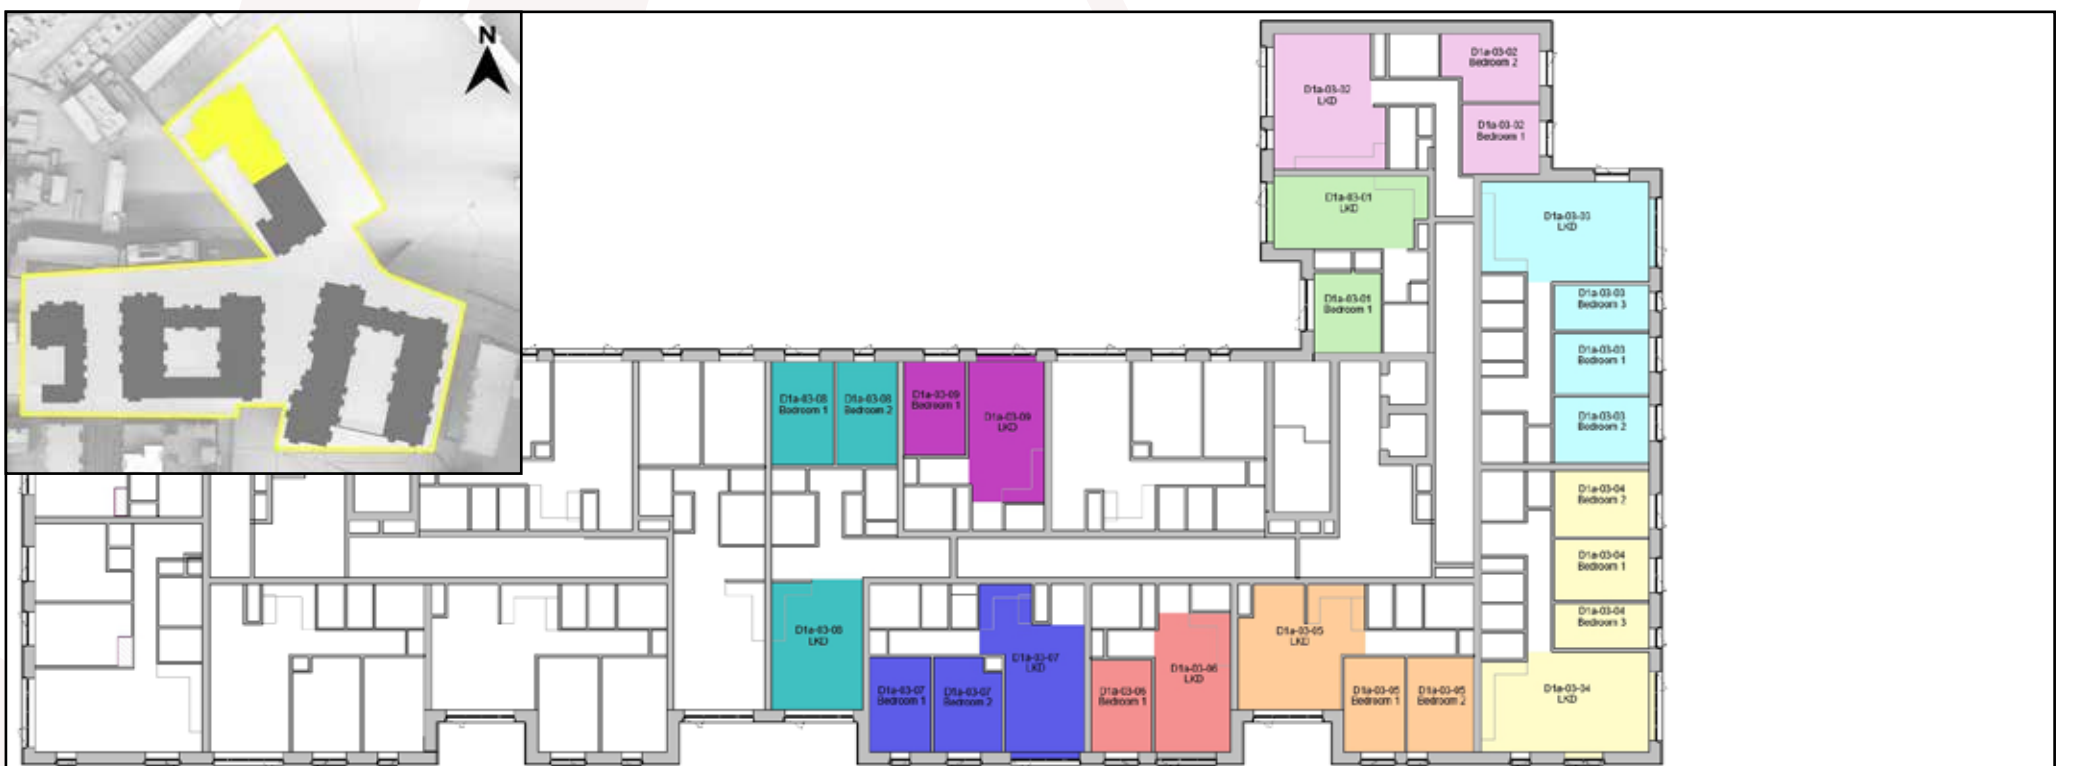 N
D1a-03-02
LKD
D1a-03-02
Bedroom 2
D1a-03-02
Bedroom 1
D1a-03-01
LKD
D1a-03-01
Bedroom 1
D1a-03-03
LKD
D1a-03-03
Bedroom 3
D1a-03-03
Bedroom 1
D1a-03-03
Bedroom 2
D1a-03-08
Bedroom 1
D1a-03-08
Bedroom 2
D1a-03-09
Bedroom 1
D1a-03-09
LKD
D1a-03-04
Bedroom 2
D1a-03-04
Bedroom 1
D1a-03-04
Bedroom 3
D1a-03-04
LKD
D1a-03-08
LKD
D1a-03-07
Bedroom 1
D1a-03-07
Bedroom 2
D1a-03-07
LKD
D1a-03-06
Bedroom 1
D1a-03-06
LKD
D1a-03-05
LKD
D1a-03-05
Bedroom 1
D1a-03-05
Bedroom 2